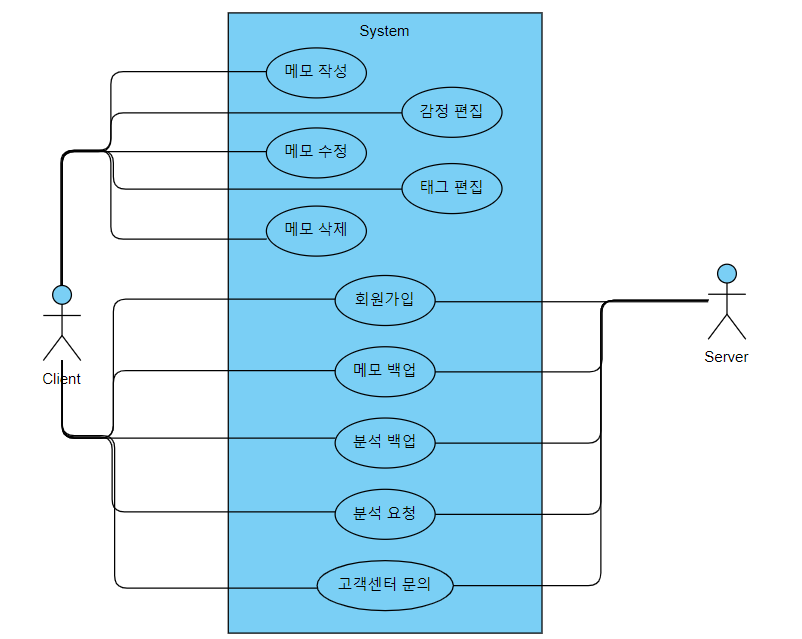 System
메모 작성
감정 편집
메모 수정
태그 편집
메모 삭제
회원가입
메모 백업
분석 백업
분석 요청
고객센터 문의
Client
Server